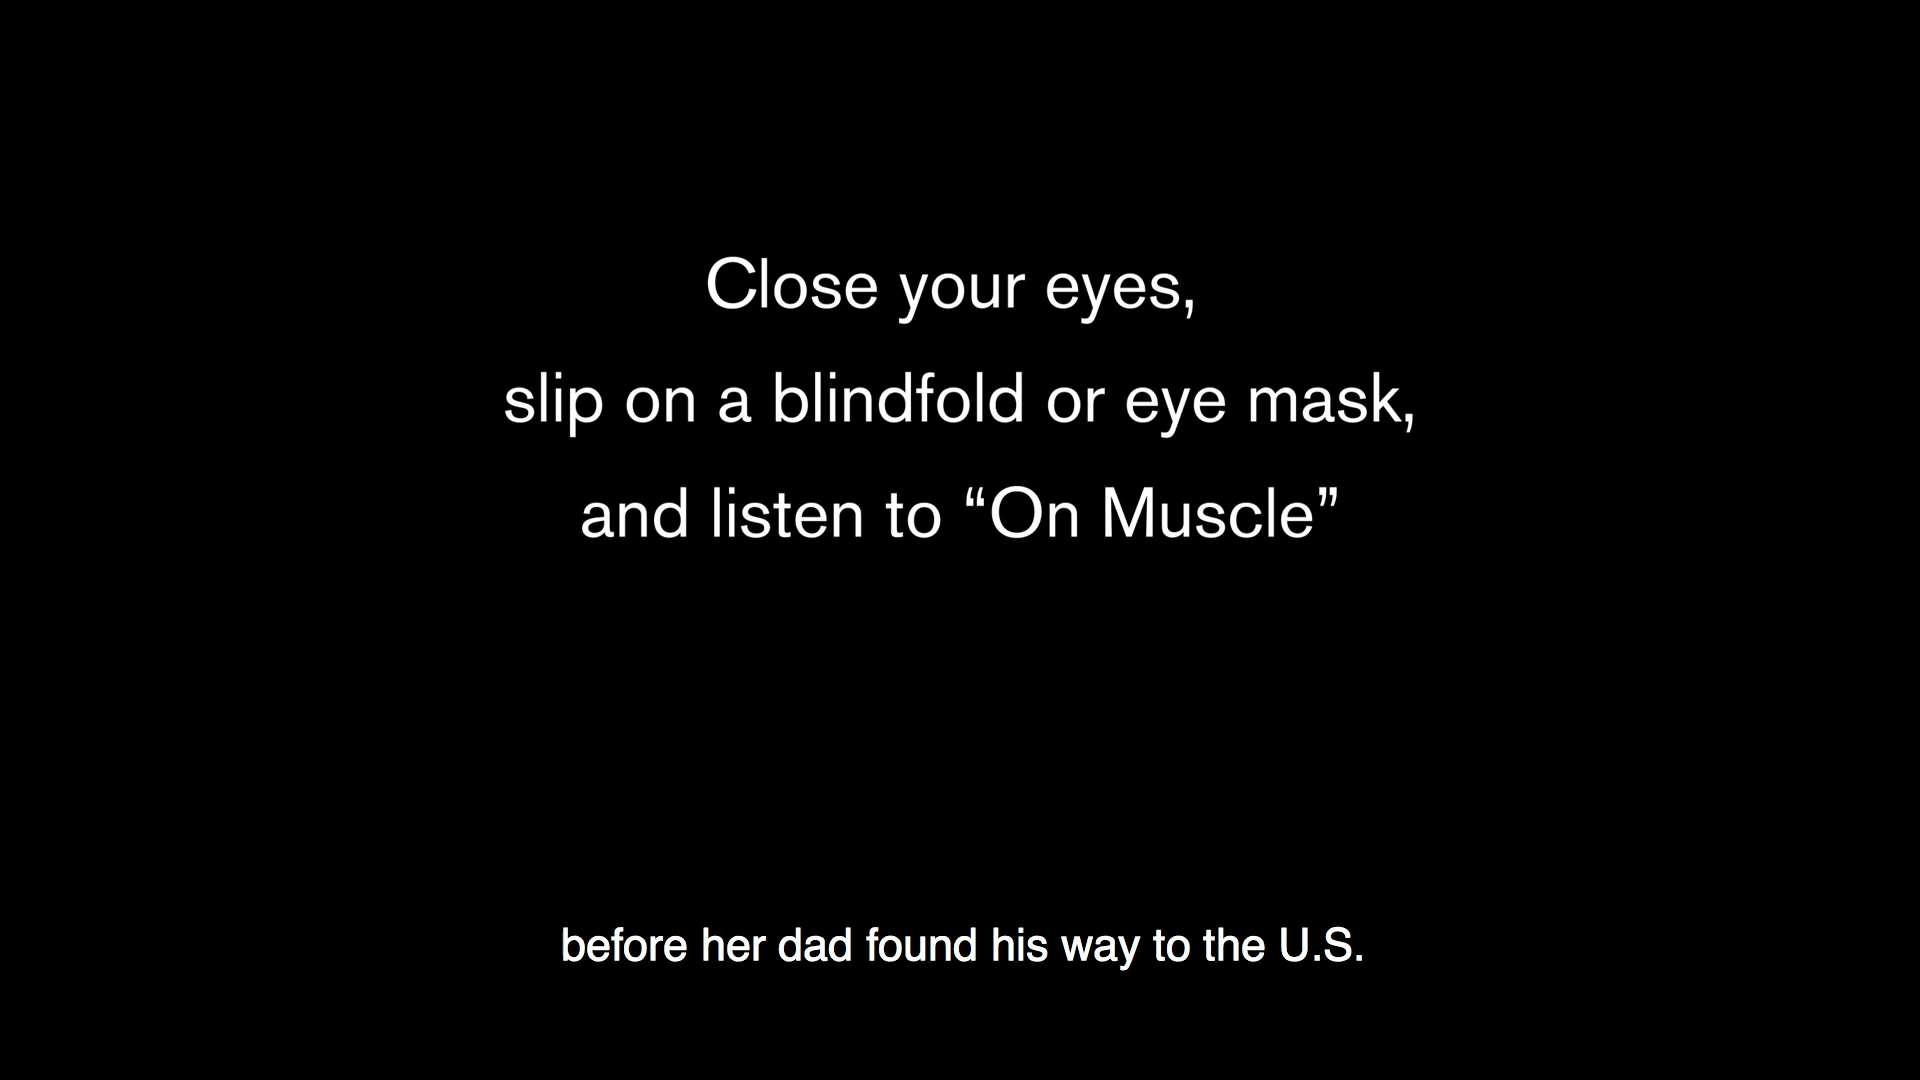 Close your eyes,
slip on a blindfold or eye mask,
and listen to “On Muscle”
before her dad found his way to the U.S.